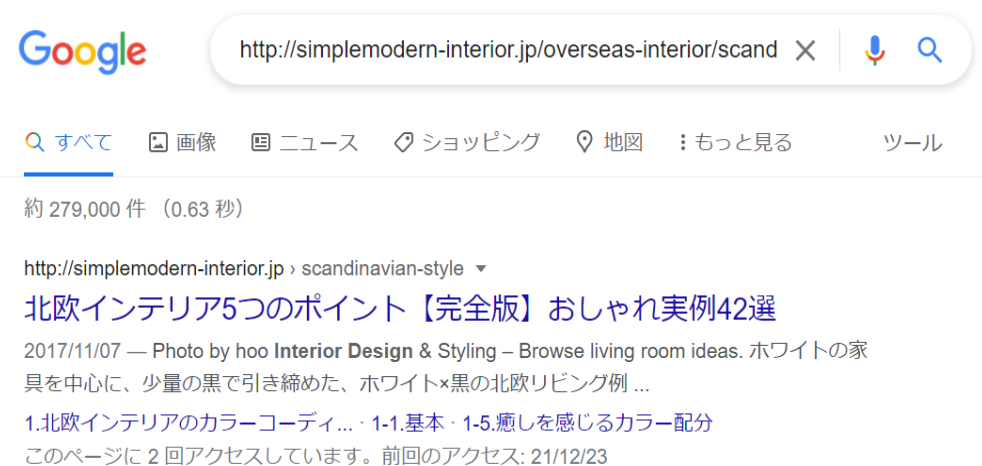 Google
http://simplemodern-interior.jp/overseas-interior/scand
すべて 画像 ニュース ショッピング 地図 もっと見る ツール
約 279,000 件 （0.63 秒）
http://simplemodern-interior.jp › scandinavian-style
北欧インテリア5つのポイント【完全版】おしゃれ実例42選
2017/11/07 — Photo by hoo Interior Design & Styling – Browse living room ideas. ホワイトの家
具を中心に、少量の黒で引き締めた、ホワイト×黒の北欧リビング例 ...
1.北欧インテリアのカラーコーディ... · 1-1.基本 · 1-5.癒しを感じるカラー配分
このページに 2 回アクセスしています。前回のアクセス: 21/12/23